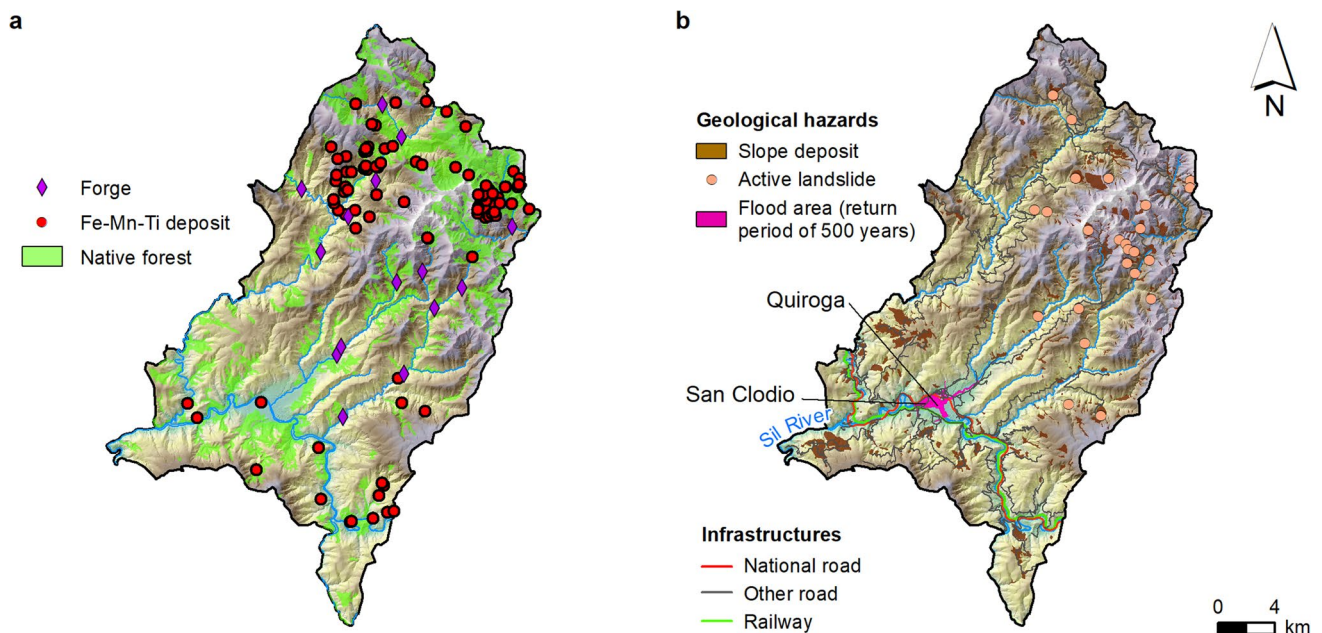 a
Forge
Fe-Mn-Ti deposit
Native forest
b
N
Geological hazards
Slope deposit
Active landslide
Flood area (return
period of 500 years)
Quiroga
San Clodio
Sil River
Infrastructures
National road
Other road
Railway
0 4
km